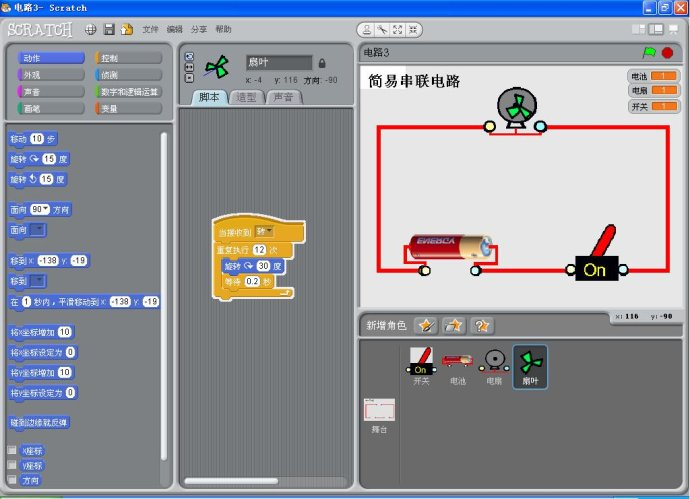 电路3- Scratch
SCRATCH 文件 编辑 分享 帮助
动作 控制
外观 侦测
声音 数字和逻辑运算
画笔 变量
移动 10 步
旋转 15 度
旋转 15 度
面向 90 方向
面向
移到 x: -138 y: -19
移到
在 1 秒内,平滑移动到 x: -138 y: -19
将x坐标增加 10
将x坐标设定为 0
将y坐标增加 10
将y坐标设定为 0
碰到边缘就反弹
x座标
y座标
方向
扇叶
x: -4 y: 116 方向: -90
脚本 造型 声音
当接收到 转
重复执行 12 次
旋转 30 度
等待 0.2 秒
电路3
简易串联电路
电池 1
电扇 1
开关 1
ENERGY
On
x: 116 y: -90
新增角色
On
开关 电池 电扇 扇叶
舞台